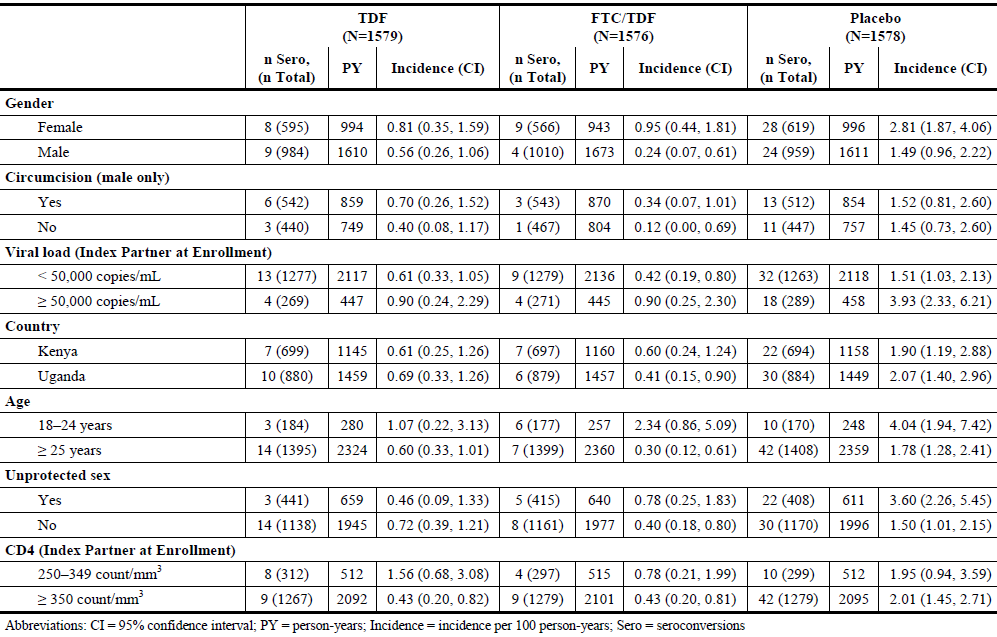 TDF (N=1579) FTC/TDF (N=1576) Placebo (N=1578)
n Sero, (n Total) PY Incidence (CI) n Sero, (n Total) PY Incidence (CI) n Sero, (n Total) PY Incidence (CI)
Gender
Female 8 (595) 994 0.81 (0.35, 1.59) 9 (566) 943 0.95 (0.44, 1.81) 28 (619) 996 2.81 (1.87, 4.06)
Male 9 (984) 1610 0.56 (0.26, 1.06) 4 (1010) 1673 0.24 (0.07, 0.61) 24 (959) 1611 1.49 (0.96, 2.22)
Circumcision (male only)
Yes 6 (542) 859 0.70 (0.26, 1.52) 3 (543) 870 0.34 (0.07, 1.01) 13 (512) 854 1.52 (0.81, 2.60)
No 3 (440) 749 0.40 (0.08, 1.17) 1 (467) 804 0.12 (0.00, 0.69) 11 (447) 757 1.45 (0.73, 2.60)
Viral load (Index Partner at Enrollment)
< 50,000 copies/mL 13 (1277) 2117 0.61 (0.33, 1.05) 9 (1279) 2136 0.42 (0.19, 0.80) 32 (1263) 2118 1.51 (1.03, 2.13)
≥ 50,000 copies/mL 4 (269) 447 0.90 (0.24, 2.29) 4 (271) 445 0.90 (0.25, 2.30) 18 (289) 458 3.93 (2.33, 6.21)
Country
Kenya 7 (699) 1145 0.61 (0.25, 1.26) 7 (697) 1160 0.60 (0.24, 1.24) 22 (694) 1158 1.90 (1.19, 2.88)
Uganda 10 (880) 1459 0.69 (0.33, 1.26) 6 (879) 1457 0.41 (0.15, 0.90) 30 (884) 1449 2.07 (1.40, 2.96)
Age
18–24 years 3 (184) 280 1.07 (0.22, 3.13) 6 (177) 257 2.34 (0.86, 5.09) 10 (170) 248 4.04 (1.94, 7.42)
≥ 25 years 14 (1395) 2324 0.60 (0.33, 1.01) 7 (1399) 2360 0.30 (0.12, 0.61) 42 (1408) 2359 1.78 (1.28, 2.41)
Unprotected sex
Yes 3 (441) 659 0.46 (0.09, 1.33) 5 (415) 640 0.78 (0.25, 1.83) 22 (408) 611 3.60 (2.26, 5.45)
No 14 (1138) 1945 0.72 (0.39, 1.21) 8 (1161) 1977 0.40 (0.18, 0.80) 30 (1170) 1996 1.50 (1.01, 2.15)
CD4 (Index Partner at Enrollment)
250–349 count/mm³ 8 (312) 512 1.56 (0.68, 3.08) 4 (297) 515 0.78 (0.21, 1.99) 10 (299) 512 1.95 (0.94, 3.59)
≥ 350 count/mm³ 9 (1267) 2092 0.43 (0.20, 0.82) 9 (1279) 2101 0.43 (0.20, 0.81) 42 (1279) 2095 2.01 (1.45, 2.71)
Abbreviations: CI = 95% confidence interval; PY = person-years; Incidence = incidence per 100 person-years; Sero = seroconversions